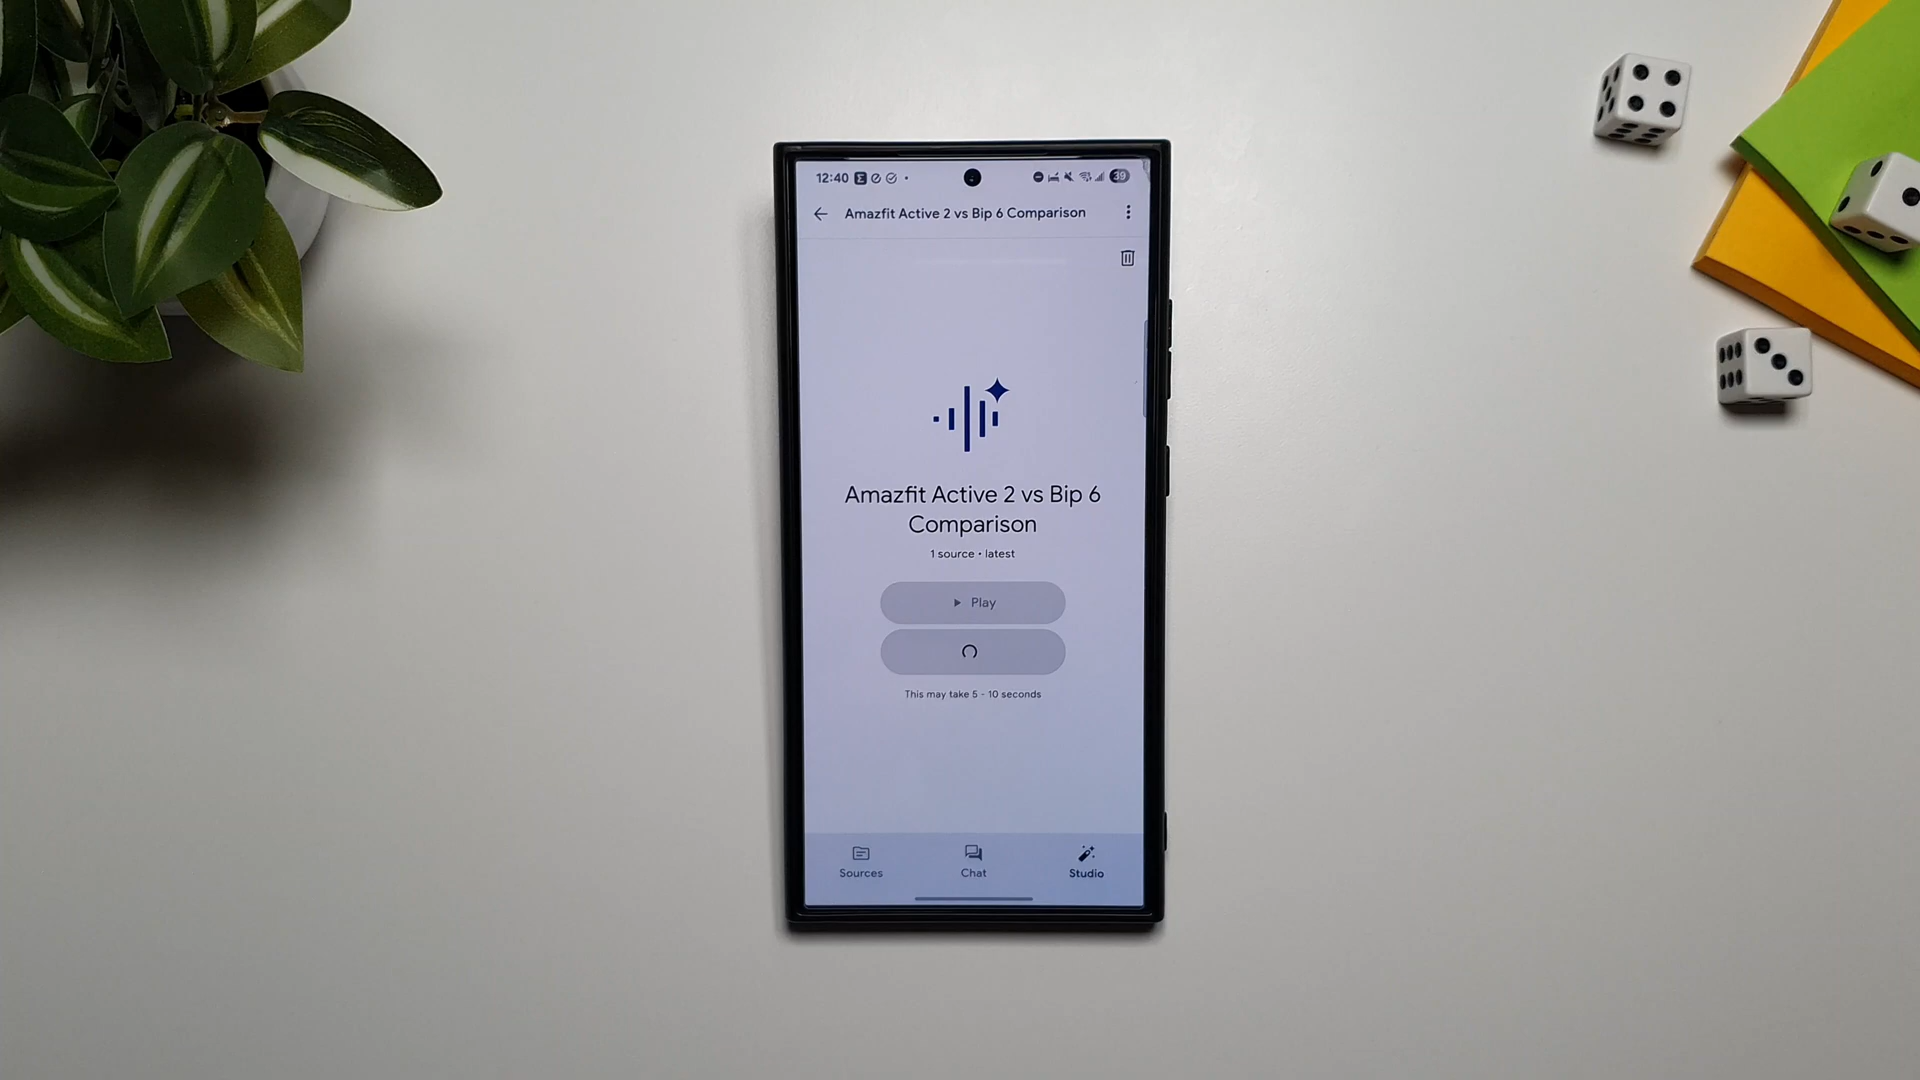 12:40
39
Amazfit Active 2 vs Bip 6 Comparison
Amazfit Active 2 vs Bip 6
Comparison
1 source • latest
Play
This may take 5 - 10 seconds
Sources
Chat
Studio